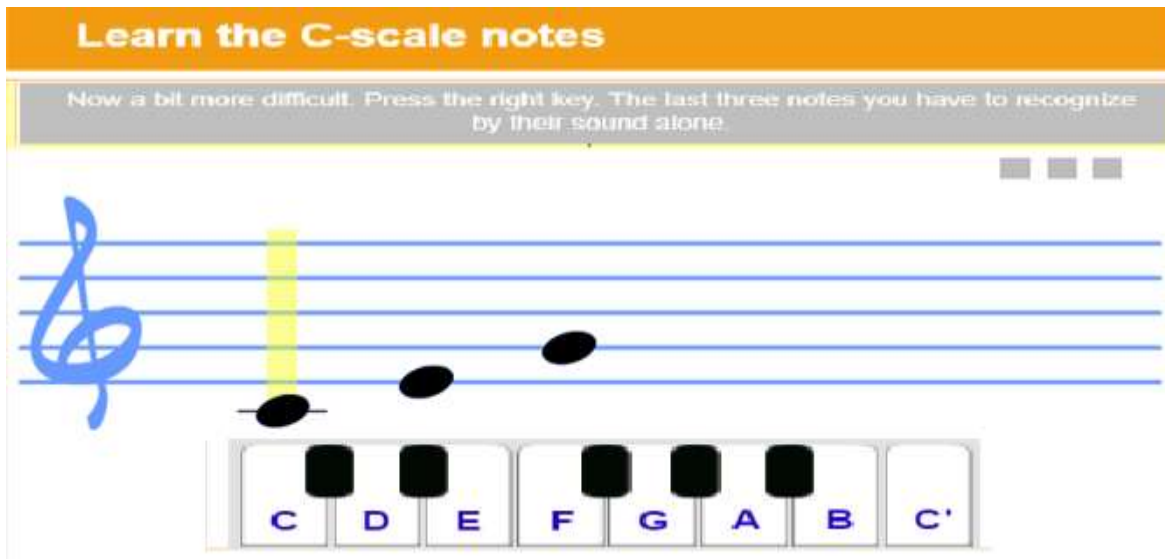 Learn the C-scale notes
Now a bit more difficult. Press the right key. The last three notes you have to recognize
by their sound alone.
C D E F G A B C'